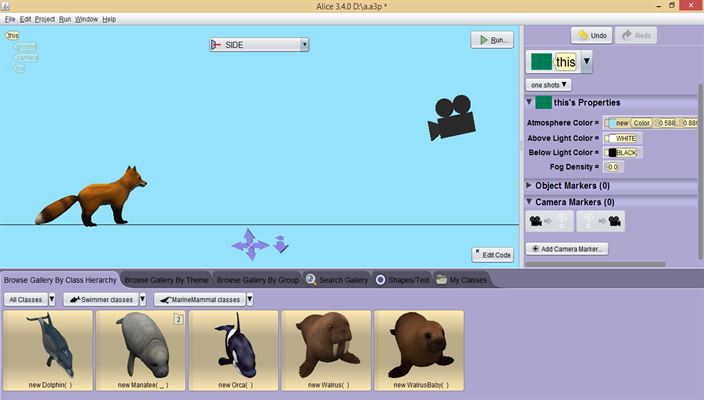 Alice 3.4.0 D:\a.a3p *
File Edit Project Run Window Help
this
ground
camera
SIDE
Run...
Undo
Redo
this
one shots
this's Properties
Atmosphere Color = new Color 0.588,
Above Light Color = WHITE
Below Light Color = BLACK
Fog Density = 0.0
Object Markers (0)
Camera Markers (0)
Add Camera Marker...
Edit Code
Browse Gallery By Class Hierarchy
Browse Gallery By Theme
Browse Gallery By Group
Search Gallery
Shapes/Text
My Classes
All Classes
Swimmer classes
MarineMammal classes
2
new Dolphin( )
new Manatee( _ )
new Orca( )
new Walrus( )
new WalrusBaby( )